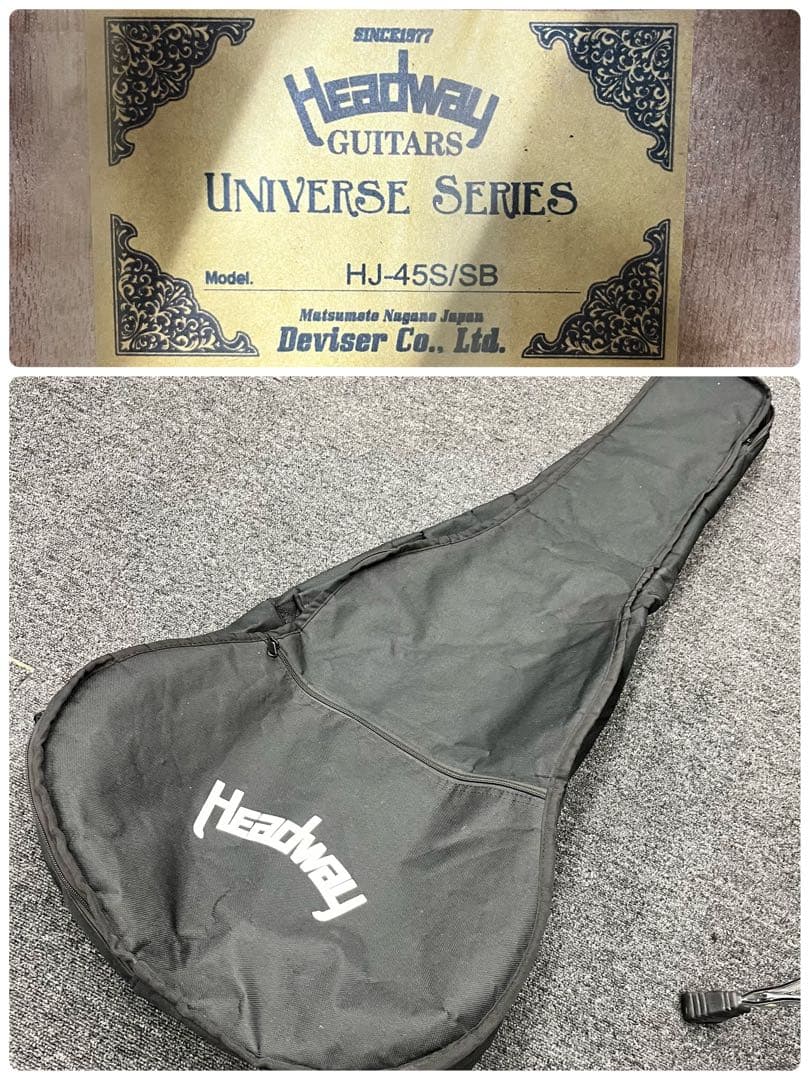 SINCE1977
Headway
GUITARS
UNIVERSE SERIES
Model. HJ-45S/SB
Matsumoto Nagano Japan
Deviser Co., Ltd.
Headway